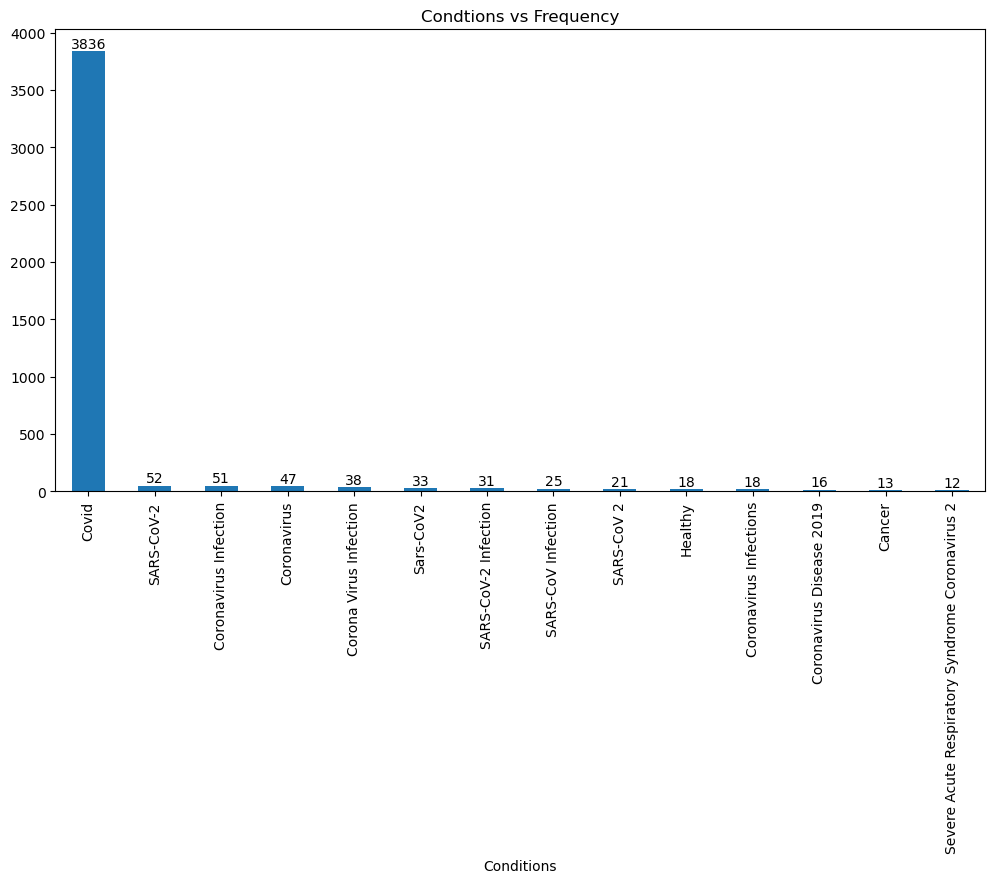 Condtions vs Frequency
4000
3500
3000
2500
2000
1500
1000
500
0
3836
52
51
47
38
33
31
25
21
18
18
16
13
12
Covid
SARS-CoV-2
Coronavirus Infection
Coronavirus
Corona Virus Infection
Sars-CoV2
SARS-CoV-2 Infection
SARS-CoV Infection
SARS-CoV 2
Healthy
Coronavirus Infections
Coronavirus Disease 2019
Cancer
Severe Acute Respiratory Syndrome Coronavirus 2
Conditions